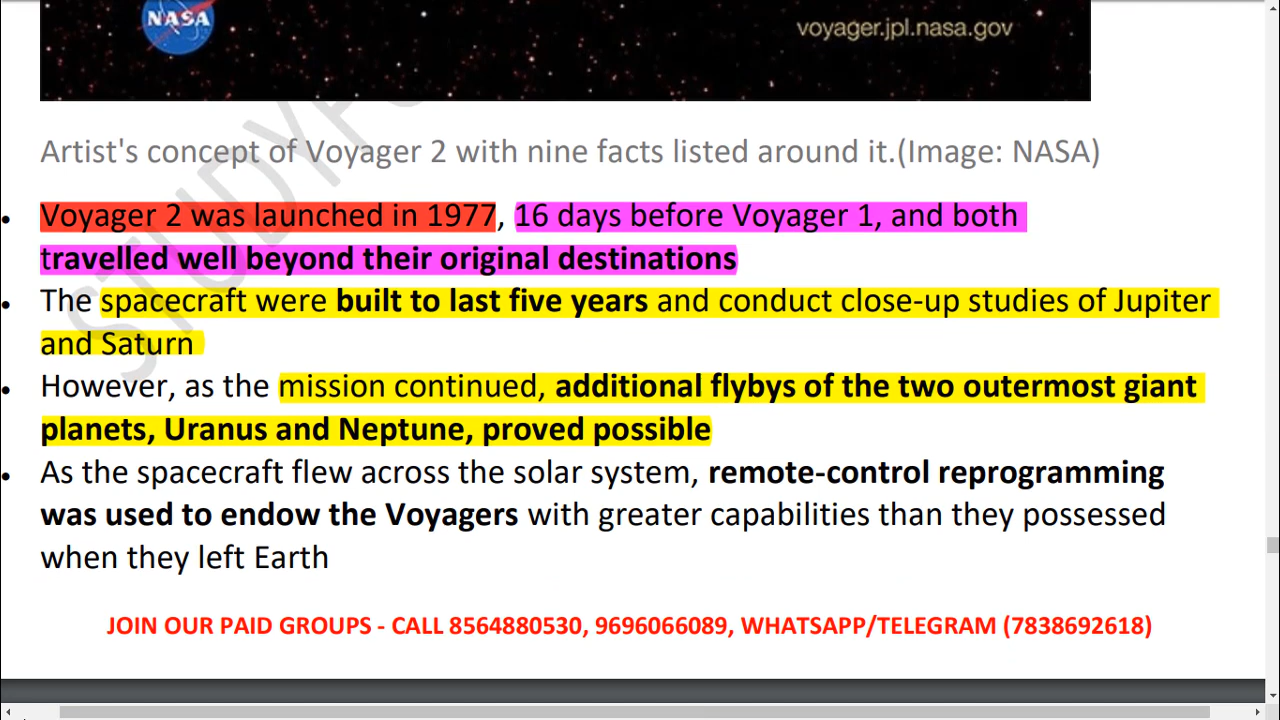 NASA
voyager.jpl.nasa.gov
Artist's concept of Voyager 2 with nine facts listed around it.(Image: NASA)
• Voyager 2 was launched in 1977, 16 days before Voyager 1, and both
travelled well beyond their original destinations
• The spacecraft were built to last five years and conduct close-up studies of Jupiter
and Saturn
• However, as the mission continued, additional flybys of the two outermost giant
planets, Uranus and Neptune, proved possible
• As the spacecraft flew across the solar system, remote-control reprogramming
was used to endow the Voyagers with greater capabilities than they possessed
when they left Earth
JOIN OUR PAID GROUPS - CALL 8564880530, 9696066089, WHATSAPP/TELEGRAM (7838692618)